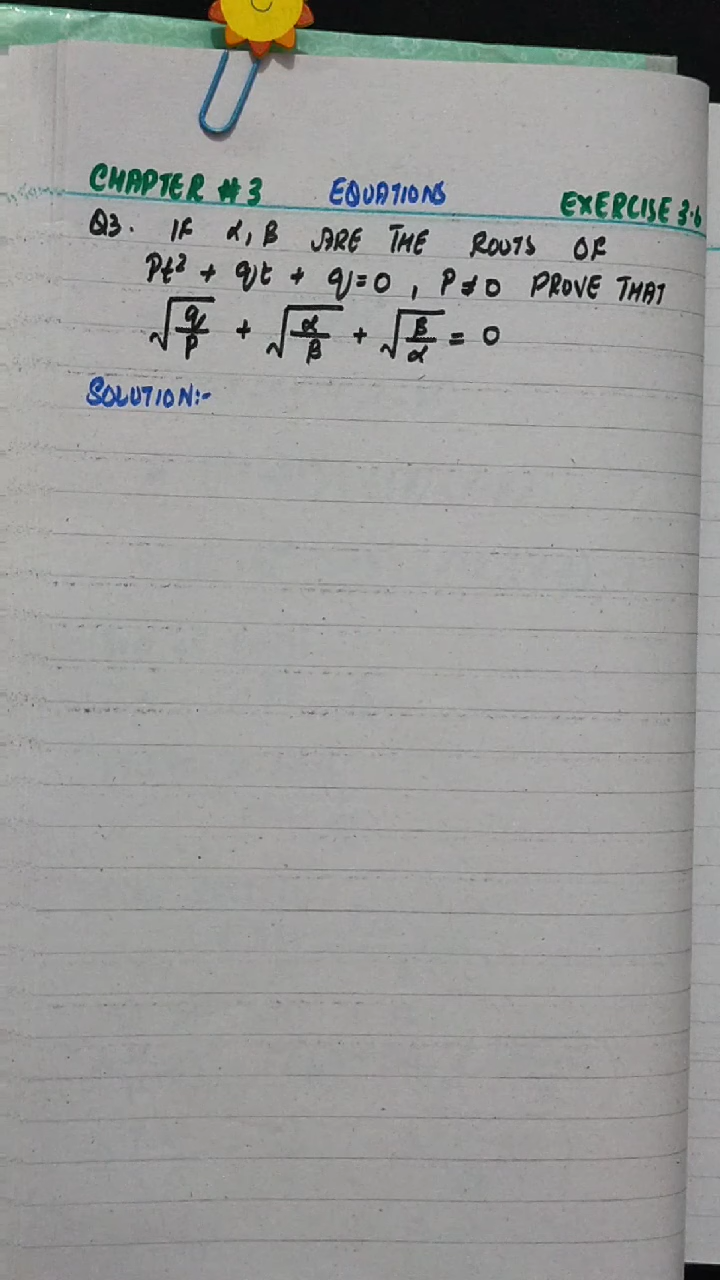 CHAPTER #3 EQUATIONS EXERCISE 3.6
Q3. IF α, β ARE THE ROOTS OF
Pt² + qt + q = 0 , P ≠ 0 PROVE THAT
√(q/P) + √(α/β) + √(β/α) = 0
SOLUTION:-